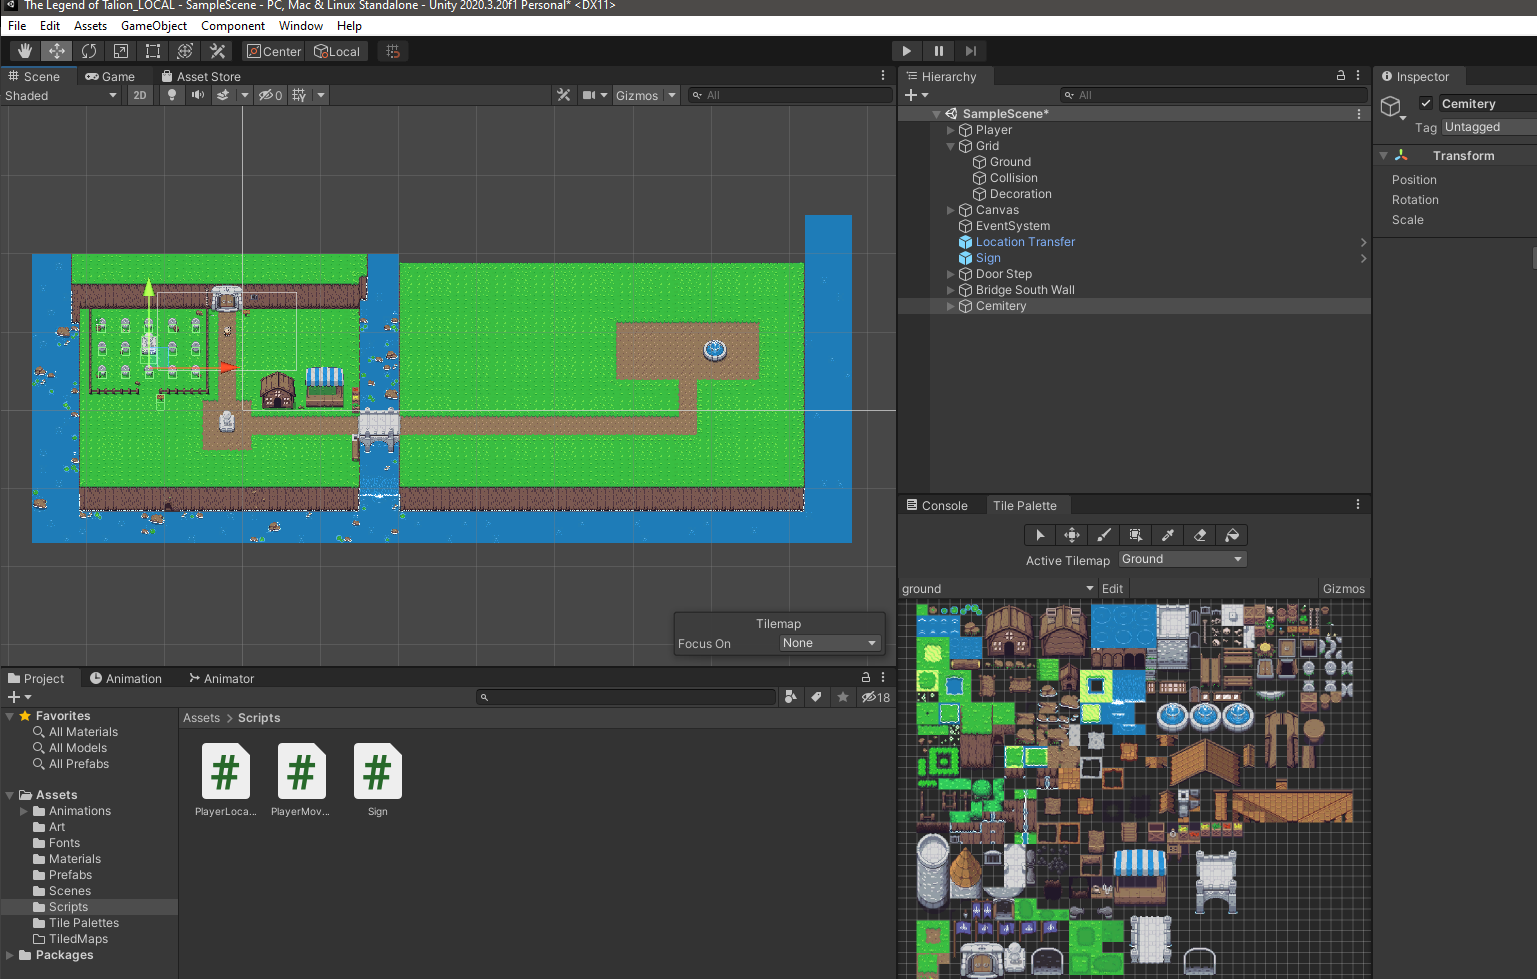 The Legend of Talion_LOCAL - SampleScene - PC, Mac & Linux Standalone - Unity 2020.3.20f1 Personal* <DX11>
File Edit Assets GameObject Component Window Help
Center Local
Scene Game Asset Store
Shaded 2D 0 Gizmos All
Tilemap
Focus On None
Hierarchy
All
SampleScene*
Player
Grid
Ground
Collision
Decoration
Canvas
EventSystem
Location Transfer
Sign
Door Step
Bridge South Wall
Cemitery
Inspector
Cemitery
Tag Untagged
Transform
Position
Rotation
Scale
Console Tile Palette
Active Tilemap Ground
ground Edit Gizmos
Project Animation Animator
18
Favorites
All Materials
All Models
All Prefabs
Assets
Animations
Art
Fonts
Materials
Prefabs
Scenes
Scripts
Tile Palettes
TiledMaps
Packages
Assets > Scripts
# # #
PlayerLoca... PlayerMov... Sign